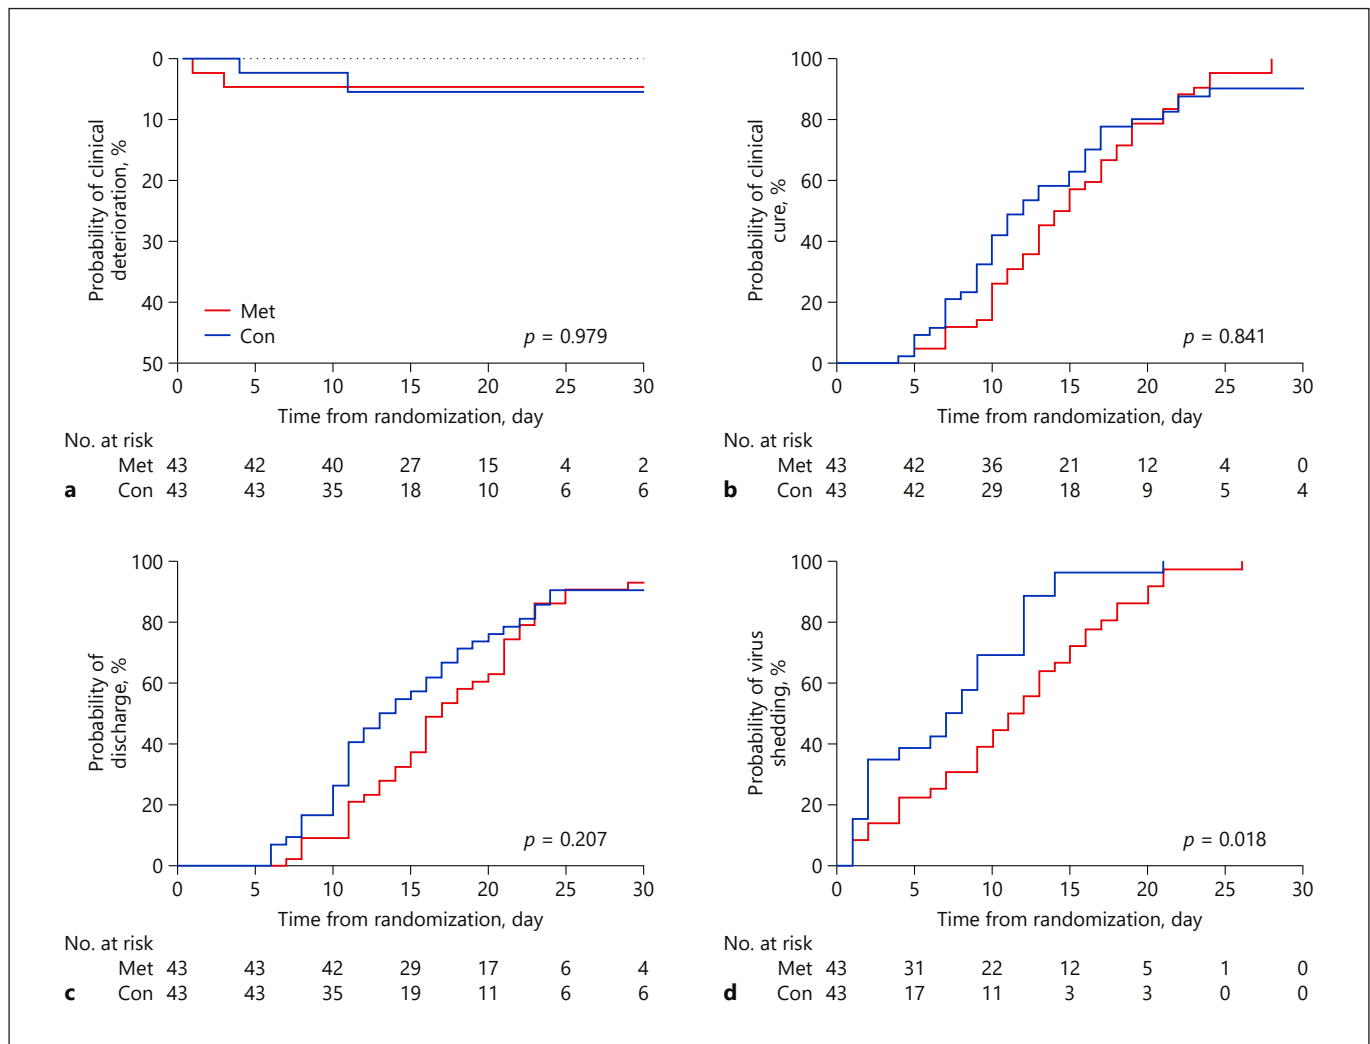 0
10
20
30
40
50
Probability of clinical
deterioration, %
Met
Con
p = 0.979
0 5 10 15 20 25 30
Time from randomization, day
No. at risk
Met 43 42 40 27 15 4 2
a Con 43 43 35 18 10 6 6
100
80
60
40
20
0
Probability of clinical
cure, %
p = 0.841
0 5 10 15 20 25 30
Time from randomization, day
No. at risk
Met 43 42 36 21 12 4 0
b Con 43 42 29 18 9 5 4
100
80
60
40
20
0
Probability of
discharge, %
p = 0.207
0 5 10 15 20 25 30
Time from randomization, day
No. at risk
Met 43 43 42 29 17 6 4
c Con 43 43 35 19 11 6 6
100
80
60
40
20
0
Probability of virus
shedding, %
p = 0.018
0 5 10 15 20 25 30
Time from randomization, day
No. at risk
Met 43 31 22 12 5 1 0
d Con 43 17 11 3 3 0 0